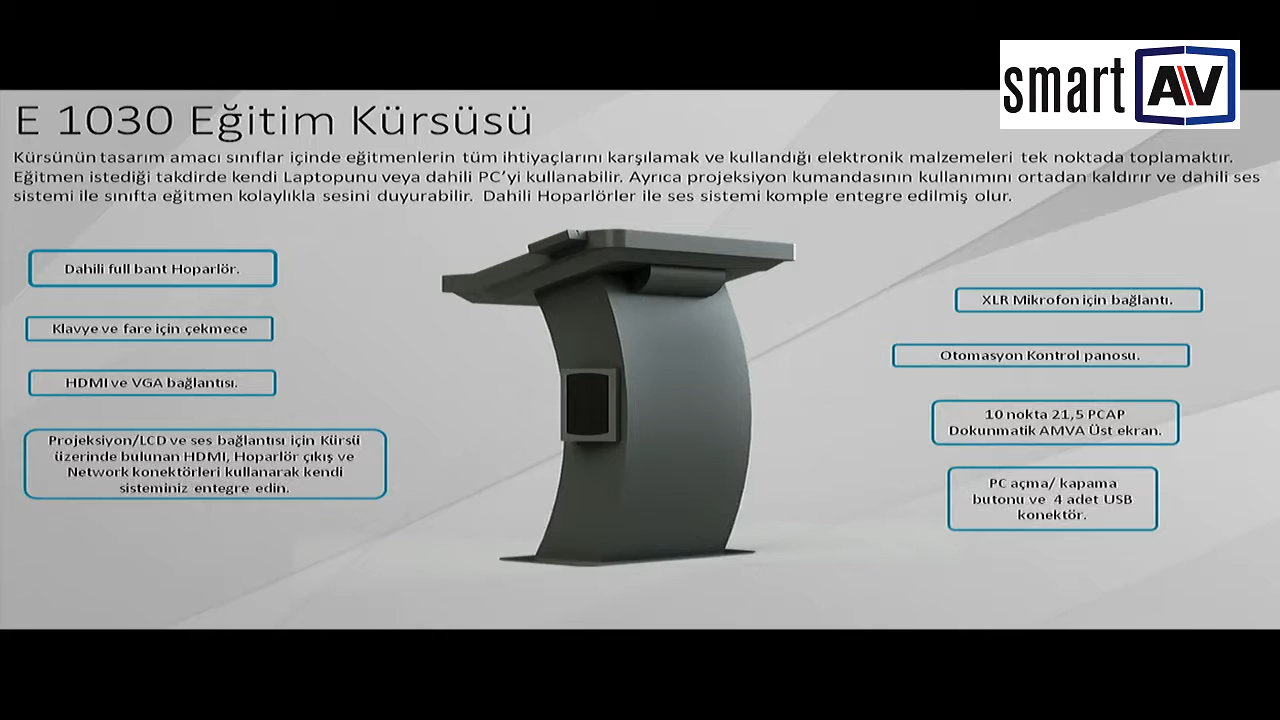 smart AV
E 1030 Eğitim Kürsüsü
Kürsünün tasarım amacı sınıflar içinde eğitmenlerin tüm ihtiyaçlarını karşılamak ve kullandığı elektronik malzemeleri tek noktada toplamaktır.
Eğitmen istediği takdirde kendi Laptopunu veya dahili PC'yi kullanabilir. Ayrıca projeksiyon kumandasının kullanımını ortadan kaldırır ve dahili ses
sistemi ile sınıfta eğitmen kolaylıkla sesini duyurabilir. Dahili Hoparlörler ile ses sistemi komple entegre edilmiş olur.
Dahili full bant Hoparlör.
Klavye ve fare için çekmece
HDMI ve VGA bağlantısı.
Projeksiyon/LCD ve ses bağlantısı için Kürsü
üzerinde bulunan HDMI, Hoparlör çıkış ve
Network konektörleri kullanarak kendi
sisteminiz entegre edin.
XLR Mikrofon için bağlantı.
Otomasyon Kontrol panosu.
10 nokta 21,5 PCAP
Dokunmatik AMVA Üst ekran.
PC açma/ kapama
butonu ve 4 adet USB
konektör.